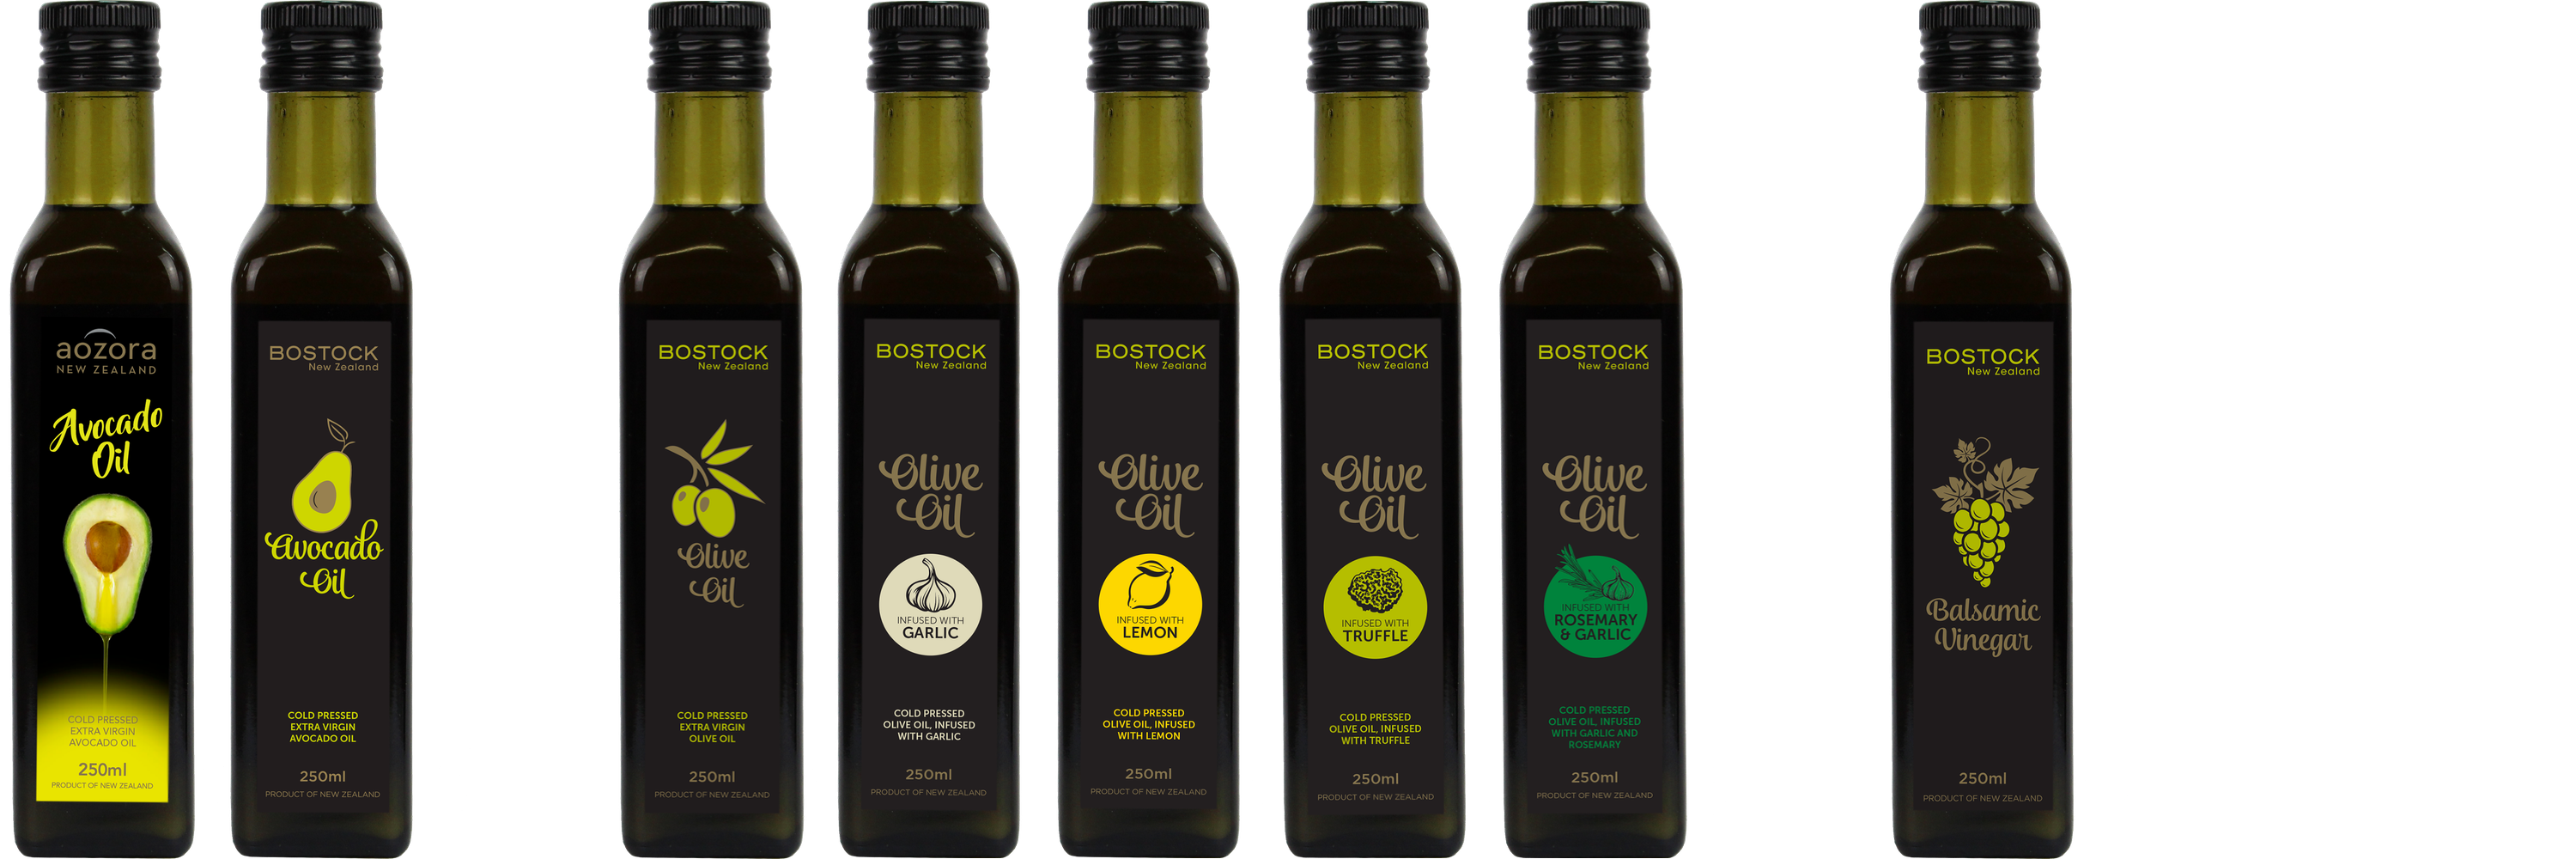 aozora
NEW ZEALAND
Avocado
Oil
COLD PRESSED
EXTRA VIRGIN
AVOCADO OIL
250ml
PRODUCT OF NEW ZEALAND
BOSTOCK
New Zealand
Avocado
Oil
COLD PRESSED
EXTRA VIRGIN
AVOCADO OIL
250ml
PRODUCT OF NEW ZEALAND
BOSTOCK
New Zealand
Olive
Oil
COLD PRESSED
EXTRA VIRGIN
OLIVE OIL
250ml
PRODUCT OF NEW ZEALAND
BOSTOCK
New Zealand
Olive
Oil
INFUSED WITH
GARLIC
COLD PRESSED
OLIVE OIL, INFUSED
WITH GARLIC
250ml
PRODUCT OF NEW ZEALAND
BOSTOCK
New Zealand
Olive
Oil
INFUSED WITH
LEMON
COLD PRESSED
OLIVE OIL, INFUSED
WITH LEMON
250ml
PRODUCT OF NEW ZEALAND
BOSTOCK
New Zealand
Olive
Oil
INFUSED WITH
TRUFFLE
COLD PRESSED
OLIVE OIL, INFUSED
WITH TRUFFLE
250ml
PRODUCT OF NEW ZEALAND
BOSTOCK
New Zealand
Olive
Oil
INFUSED WITH
ROSEMARY
& GARLIC
COLD PRESSED
OLIVE OIL, INFUSED
WITH GARLIC AND
ROSEMARY
250ml
PRODUCT OF NEW ZEALAND
BOSTOCK
New Zealand
Balsamic
Vinegar
250ml
PRODUCT OF NEW ZEALAND